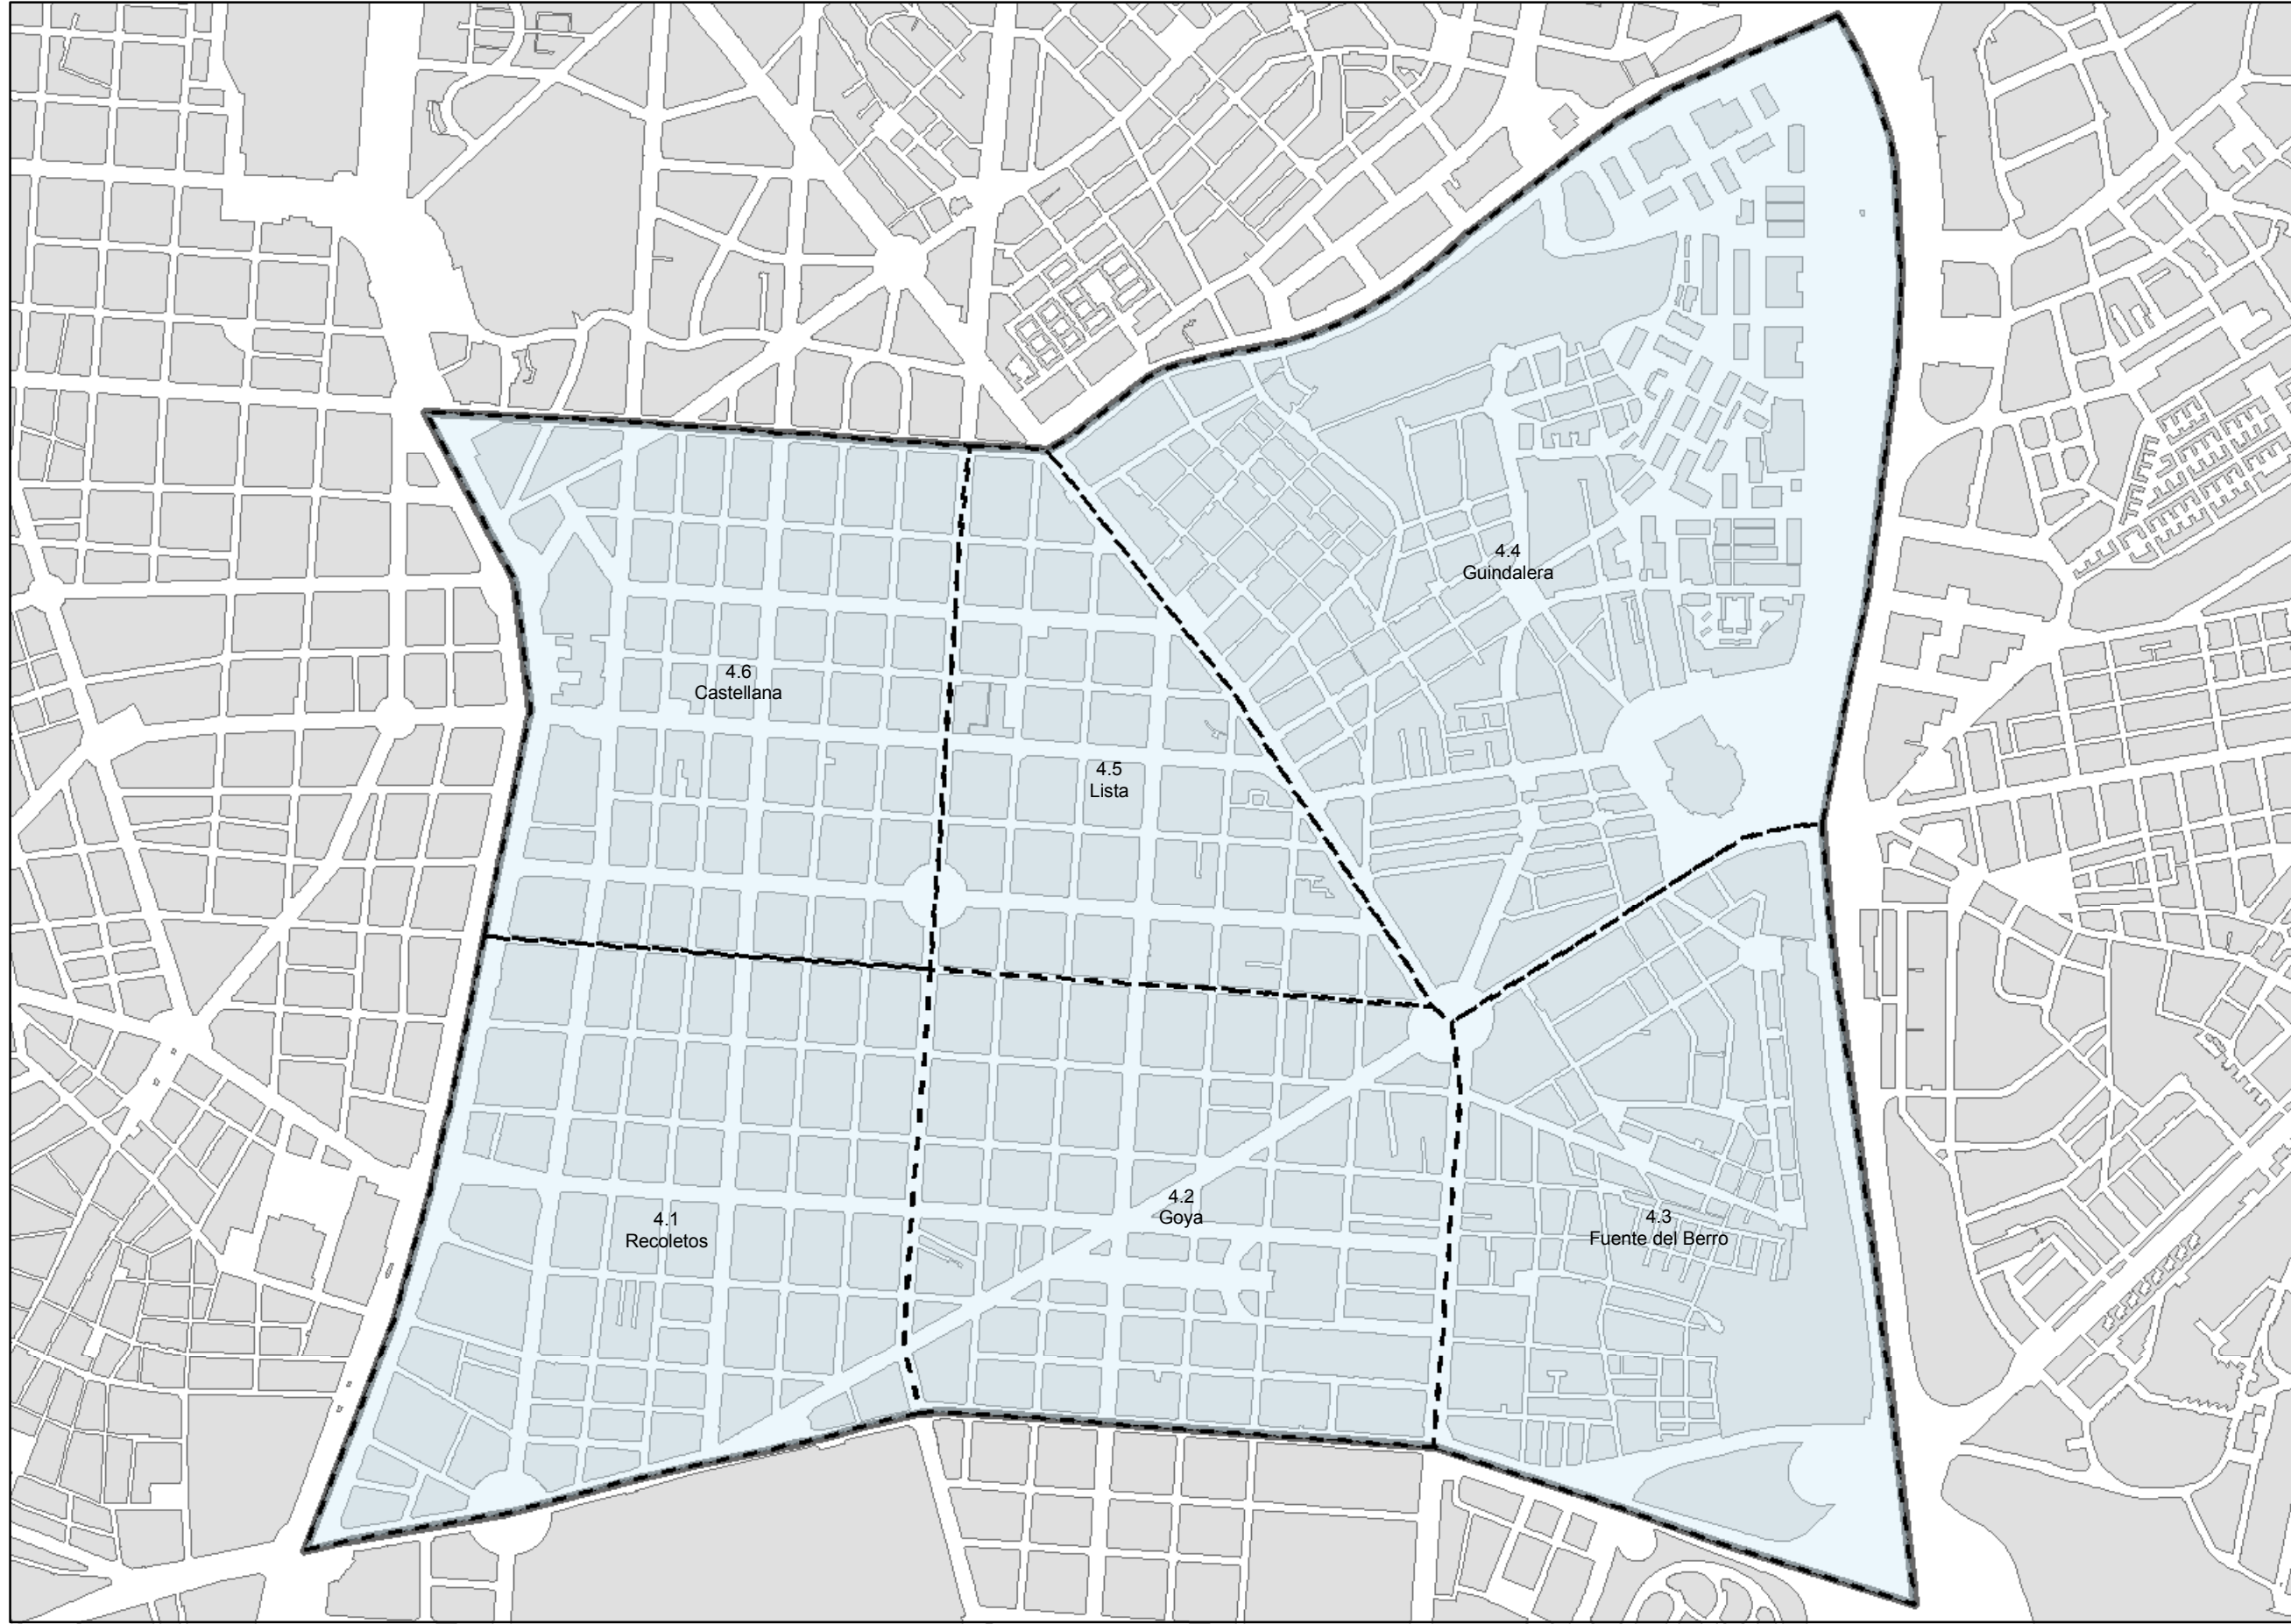 4.4
Guindalera
4.6
Castellana
4.5
Lista
4.2
Goya
4.1
Recoletos
4.3
Fuente del Berro